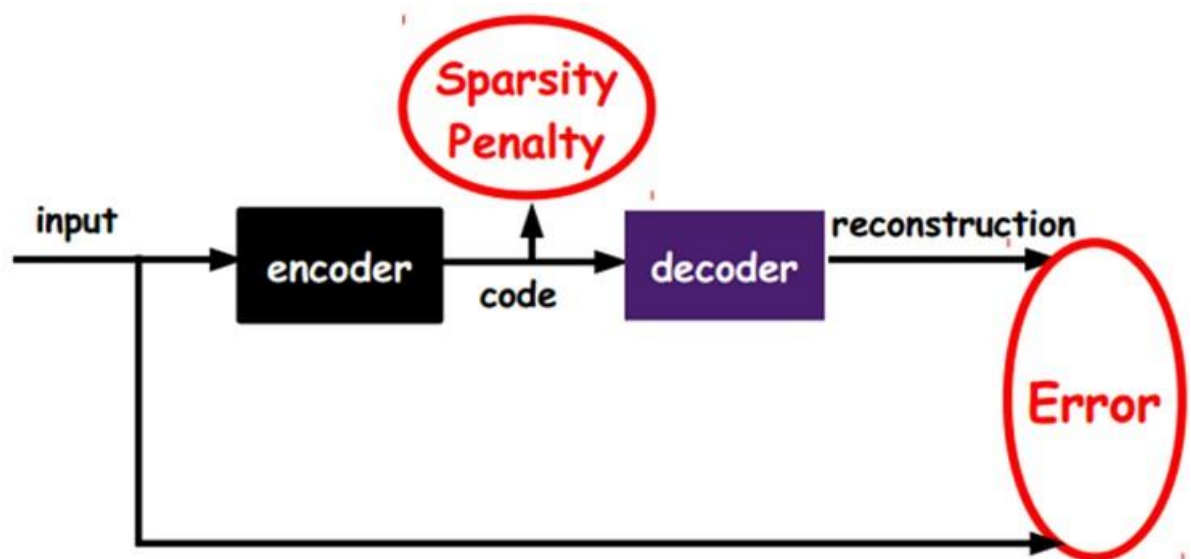 Sparsity
Penalty
input
encoder
code
decoder
reconstruction
Error